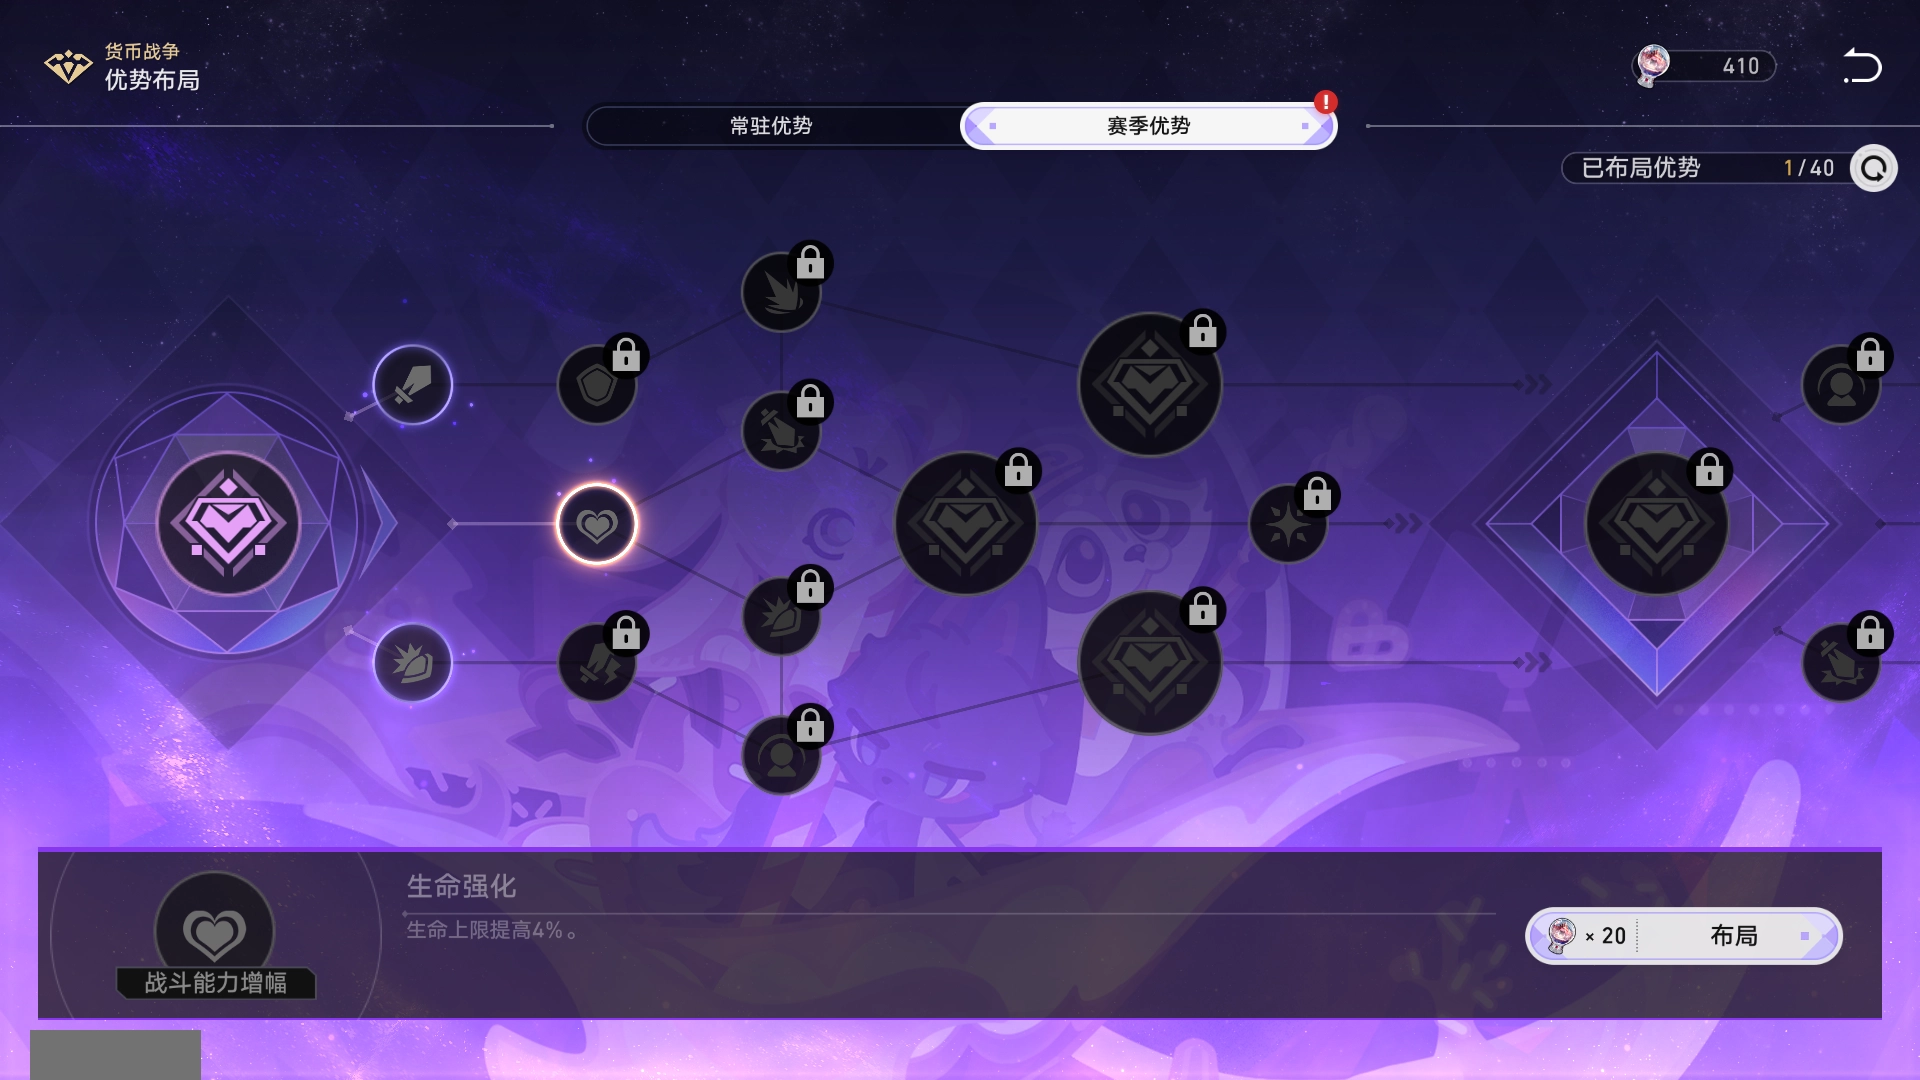 货币战争
优势布局
410
常驻优势
赛季优势
!
已布局优势 1/40
生命强化
生命上限提高4%。
战斗能力增幅
× 20 布局